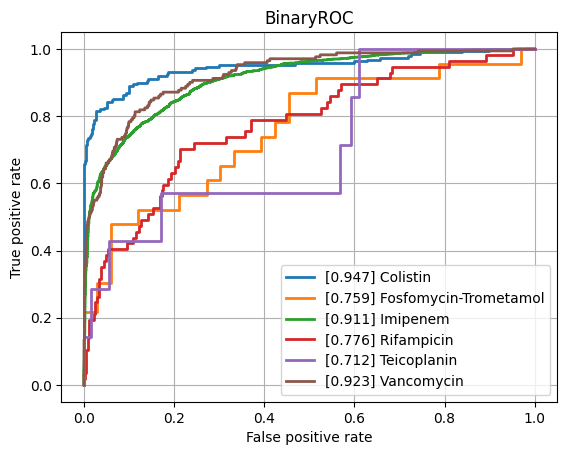 BinaryROC
True positive rate
1.0
0.8
0.6
0.4
0.2
0.0
[0.947] Colistin
[0.759] Fosfomycin-Trometamol
[0.911] Imipenem
[0.776] Rifampicin
[0.712] Teicoplanin
[0.923] Vancomycin
0.0 0.2 0.4 0.6 0.8 1.0
False positive rate